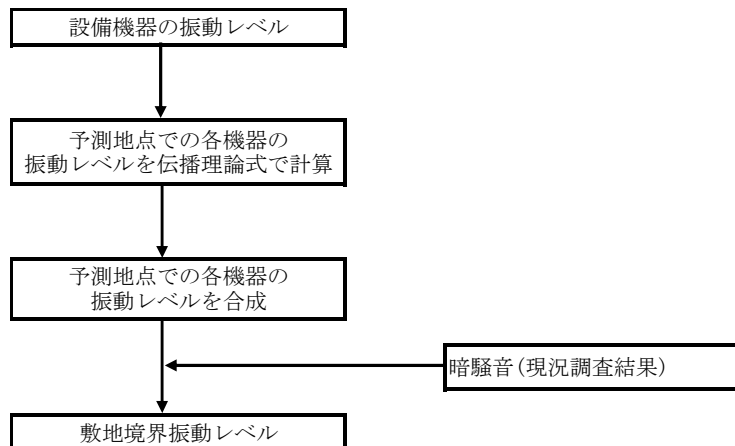 設備機器の振動レベル
予測地点での各機器の
振動レベルを伝播理論式で計算
予測地点での各機器の
振動レベルを合成
暗騒音(現況調査結果)
敷地境界振動レベル